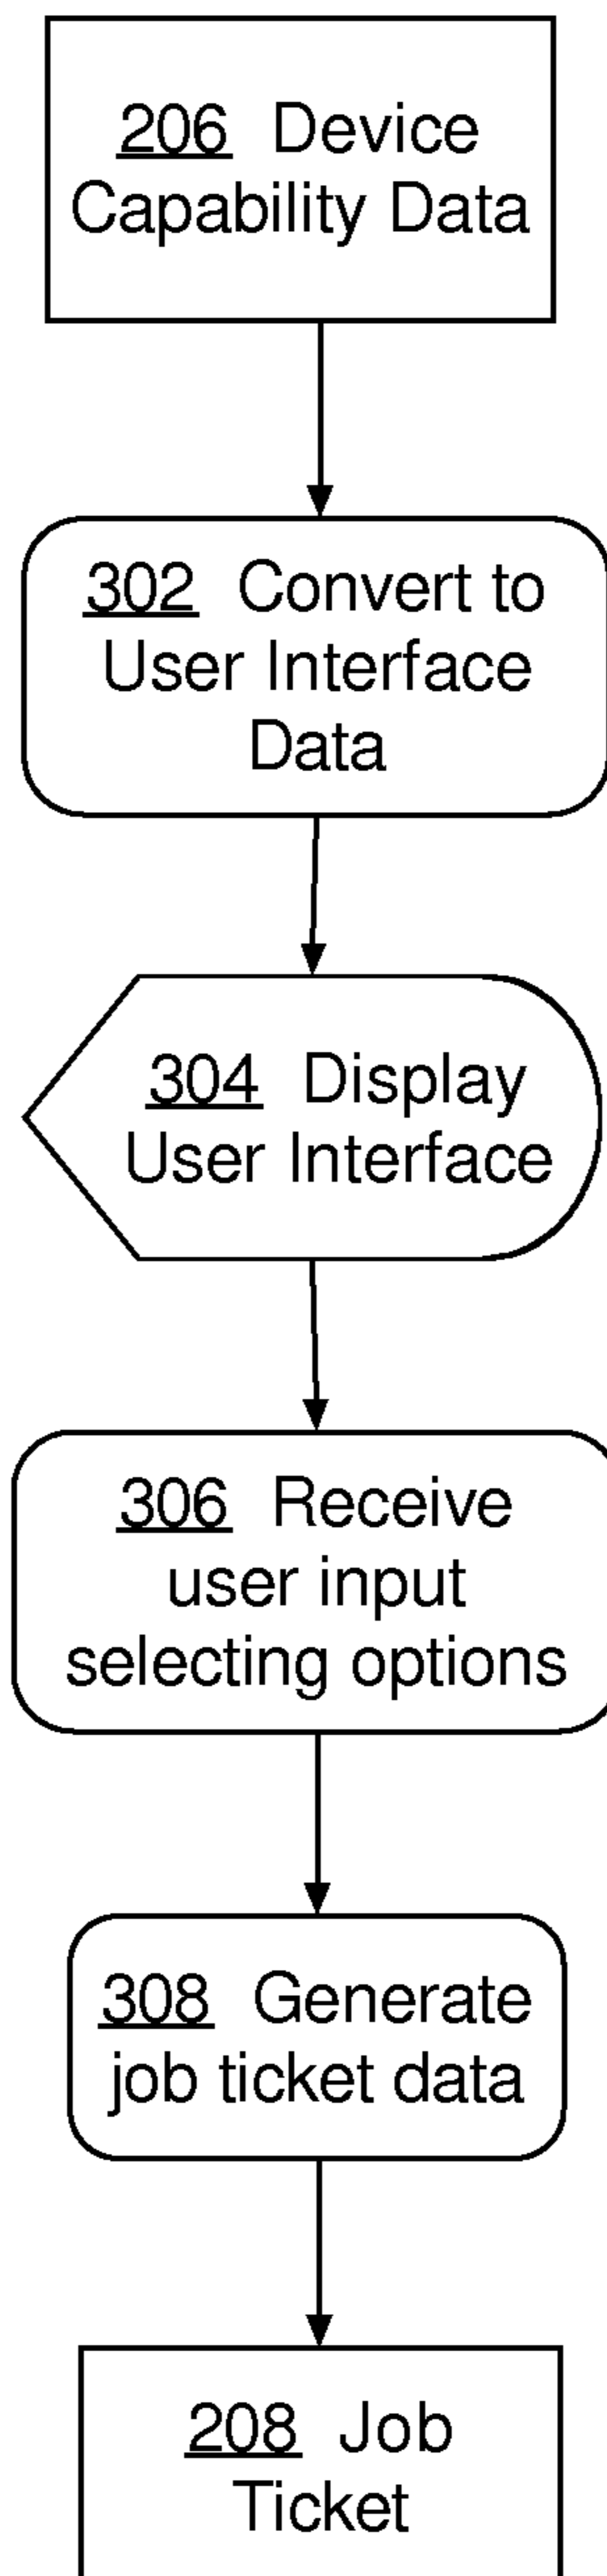 206 Device
Capability Data
302 Convert to
User Interface
Data
304 Display
User Interface
306 Receive
user input
selecting options
308 Generate
job ticket data
208 Job
Ticket